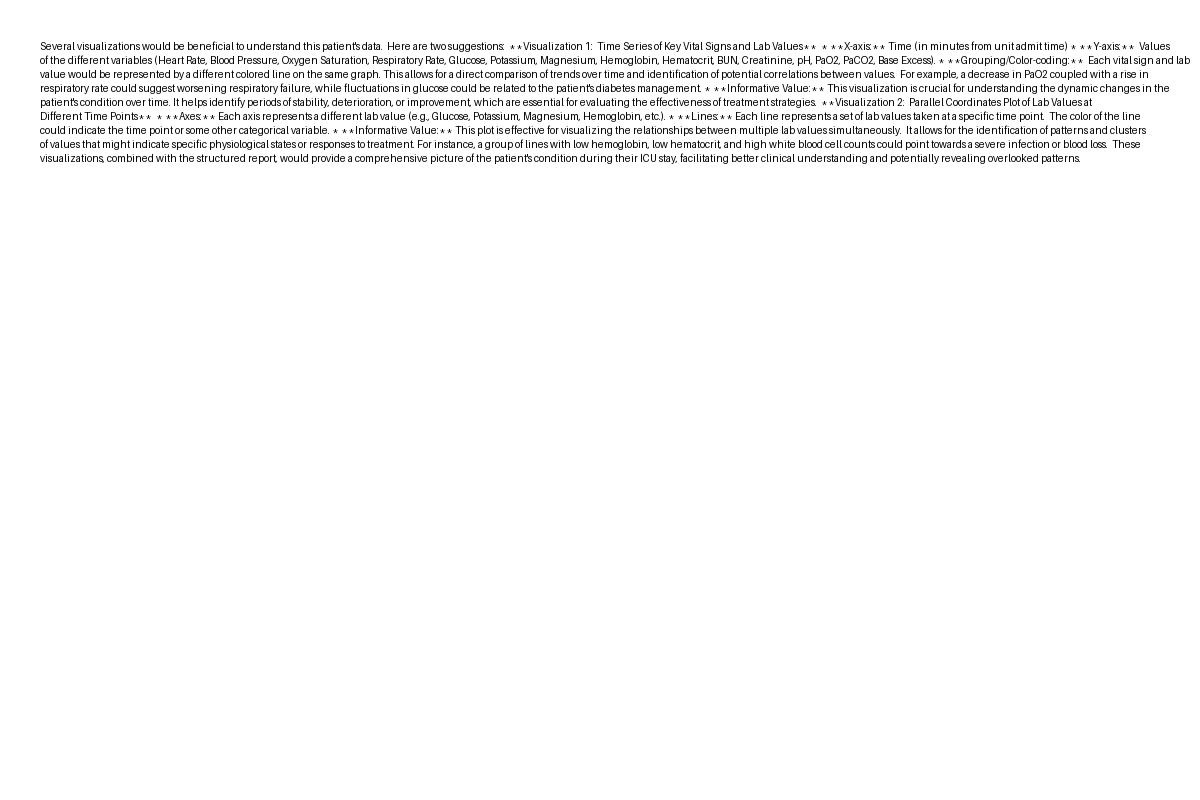 Several visualizations would be beneficial to understand this patient's data.  Here are two suggestions:  **Visualization 1:  Time Series of Key Vital Signs and Lab Values**  * **X-axis:** Time (in minutes from unit admit time) * **Y-axis:**  Values
of the different variables (Heart Rate, Blood Pressure, Oxygen Saturation, Respiratory Rate, Glucose, Potassium, Magnesium, Hemoglobin, Hematocrit, BUN, Creatinine, pH, PaO2, PaCO2, Base Excess). * **Grouping/Color-coding:**  Each vital sign and lab
value would be represented by a different colored line on the same graph. This allows for a direct comparison of trends over time and identification of potential correlations between values.  For example, a decrease in PaO2 coupled with a rise in
respiratory rate could suggest worsening respiratory failure, while fluctuations in glucose could be related to the patient's diabetes management. * **Informative Value:** This visualization is crucial for understanding the dynamic changes in the
patient's condition over time. It helps identify periods of stability, deterioration, or improvement, which are essential for evaluating the effectiveness of treatment strategies.  **Visualization 2:  Parallel Coordinates Plot of Lab Values at
Different Time Points**  * **Axes:** Each axis represents a different lab value (e.g., Glucose, Potassium, Magnesium, Hemoglobin, etc.). * **Lines:** Each line represents a set of lab values taken at a specific time point.  The color of the line
could indicate the time point or some other categorical variable. * **Informative Value:** This plot is effective for visualizing the relationships between multiple lab values simultaneously.  It allows for the identification of patterns and clusters
of values that might indicate specific physiological states or responses to treatment. For instance, a group of lines with low hemoglobin, low hematocrit, and high white blood cell counts could point towards a severe infection or blood loss.  These
visualizations, combined with the structured report, would provide a comprehensive picture of the patient's condition during their ICU stay, facilitating better clinical understanding and potentially revealing overlooked patterns.